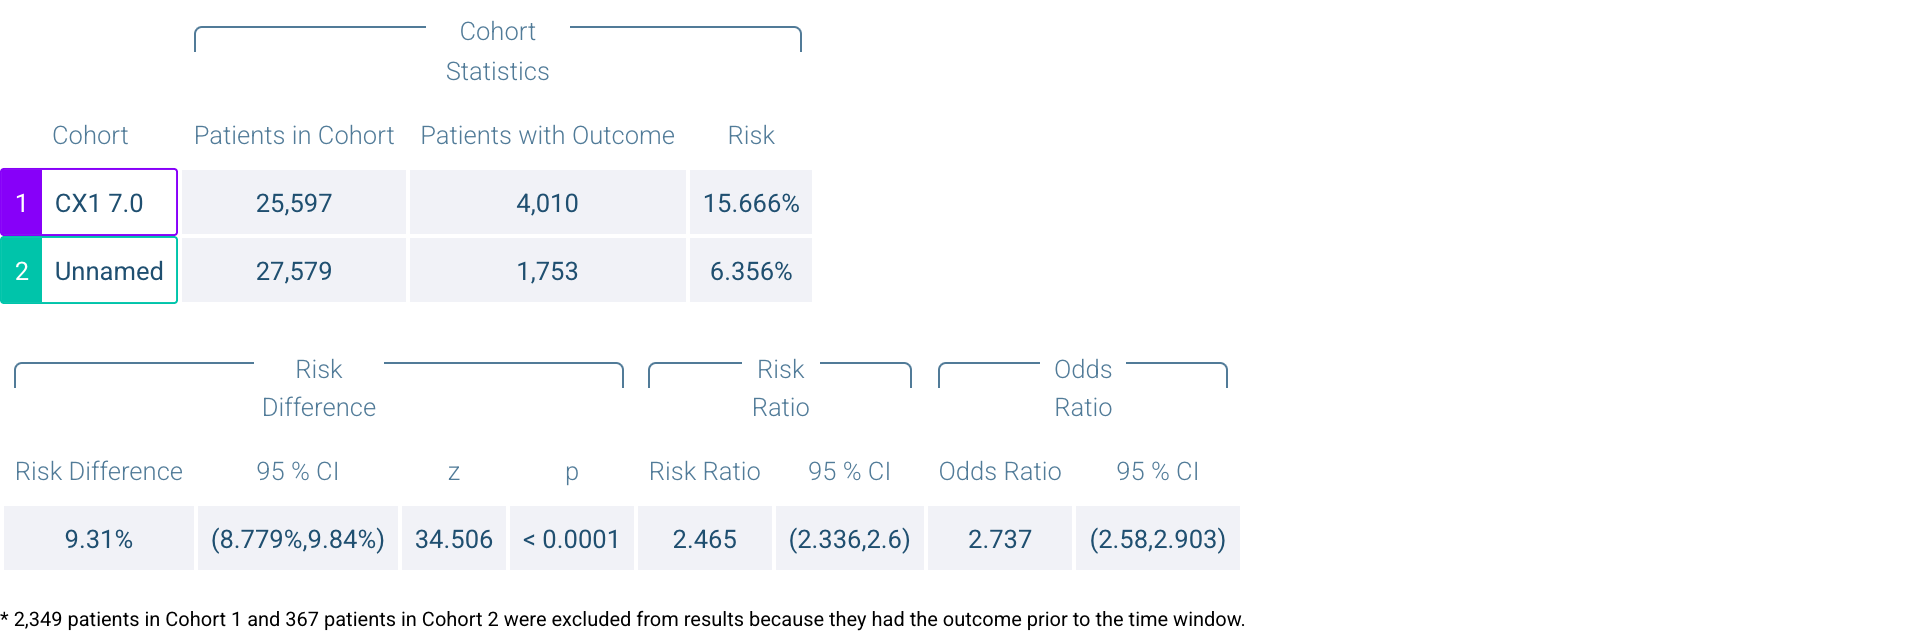 Cohort
Statistics
Cohort Patients in Cohort Patients with Outcome Risk
1 CX1 7.0 25,597 4,010 15.666%
2 Unnamed 27,579 1,753 6.356%
Risk Difference Risk Ratio Odds Ratio
Risk Difference 95 % CI z p Risk Ratio 95 % CI Odds Ratio 95 % CI
9.31% (8.779%,9.84%) 34.506 < 0.0001 2.465 (2.336,2.6) 2.737 (2.58,2.903)
* 2,349 patients in Cohort 1 and 367 patients in Cohort 2 were excluded from results because they had the outcome prior to the time window.